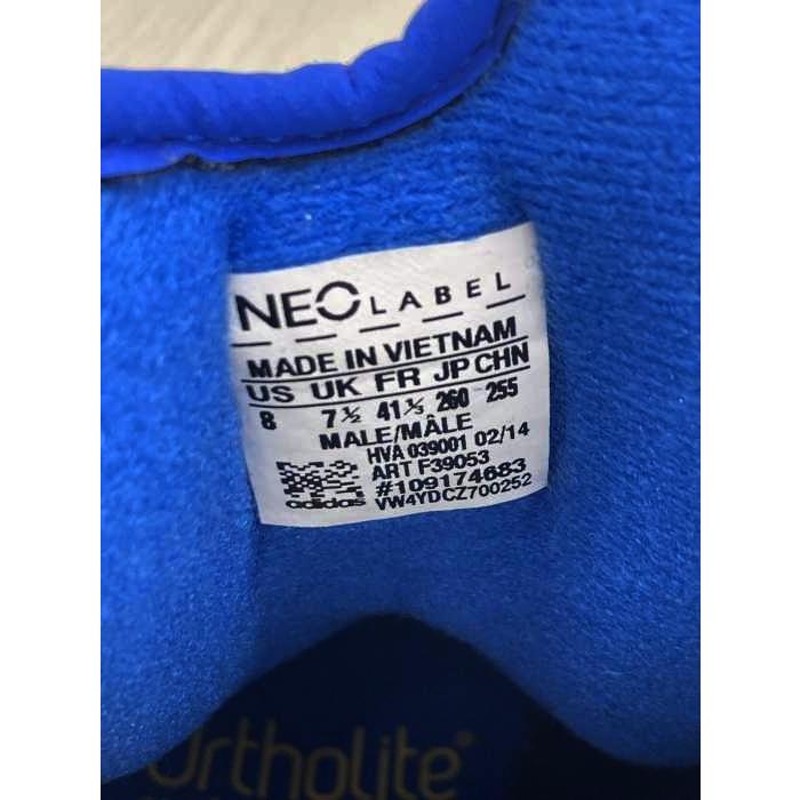 NEO LABEL
MADE IN VIETNAM
US UK FR JP CHN
8 7½ 41⅓ 260 255
MALE/MÂLE
HVA 039001 02/14
ART F39053
#109174683
adidas VW4YDCZ700252
Ortholite®